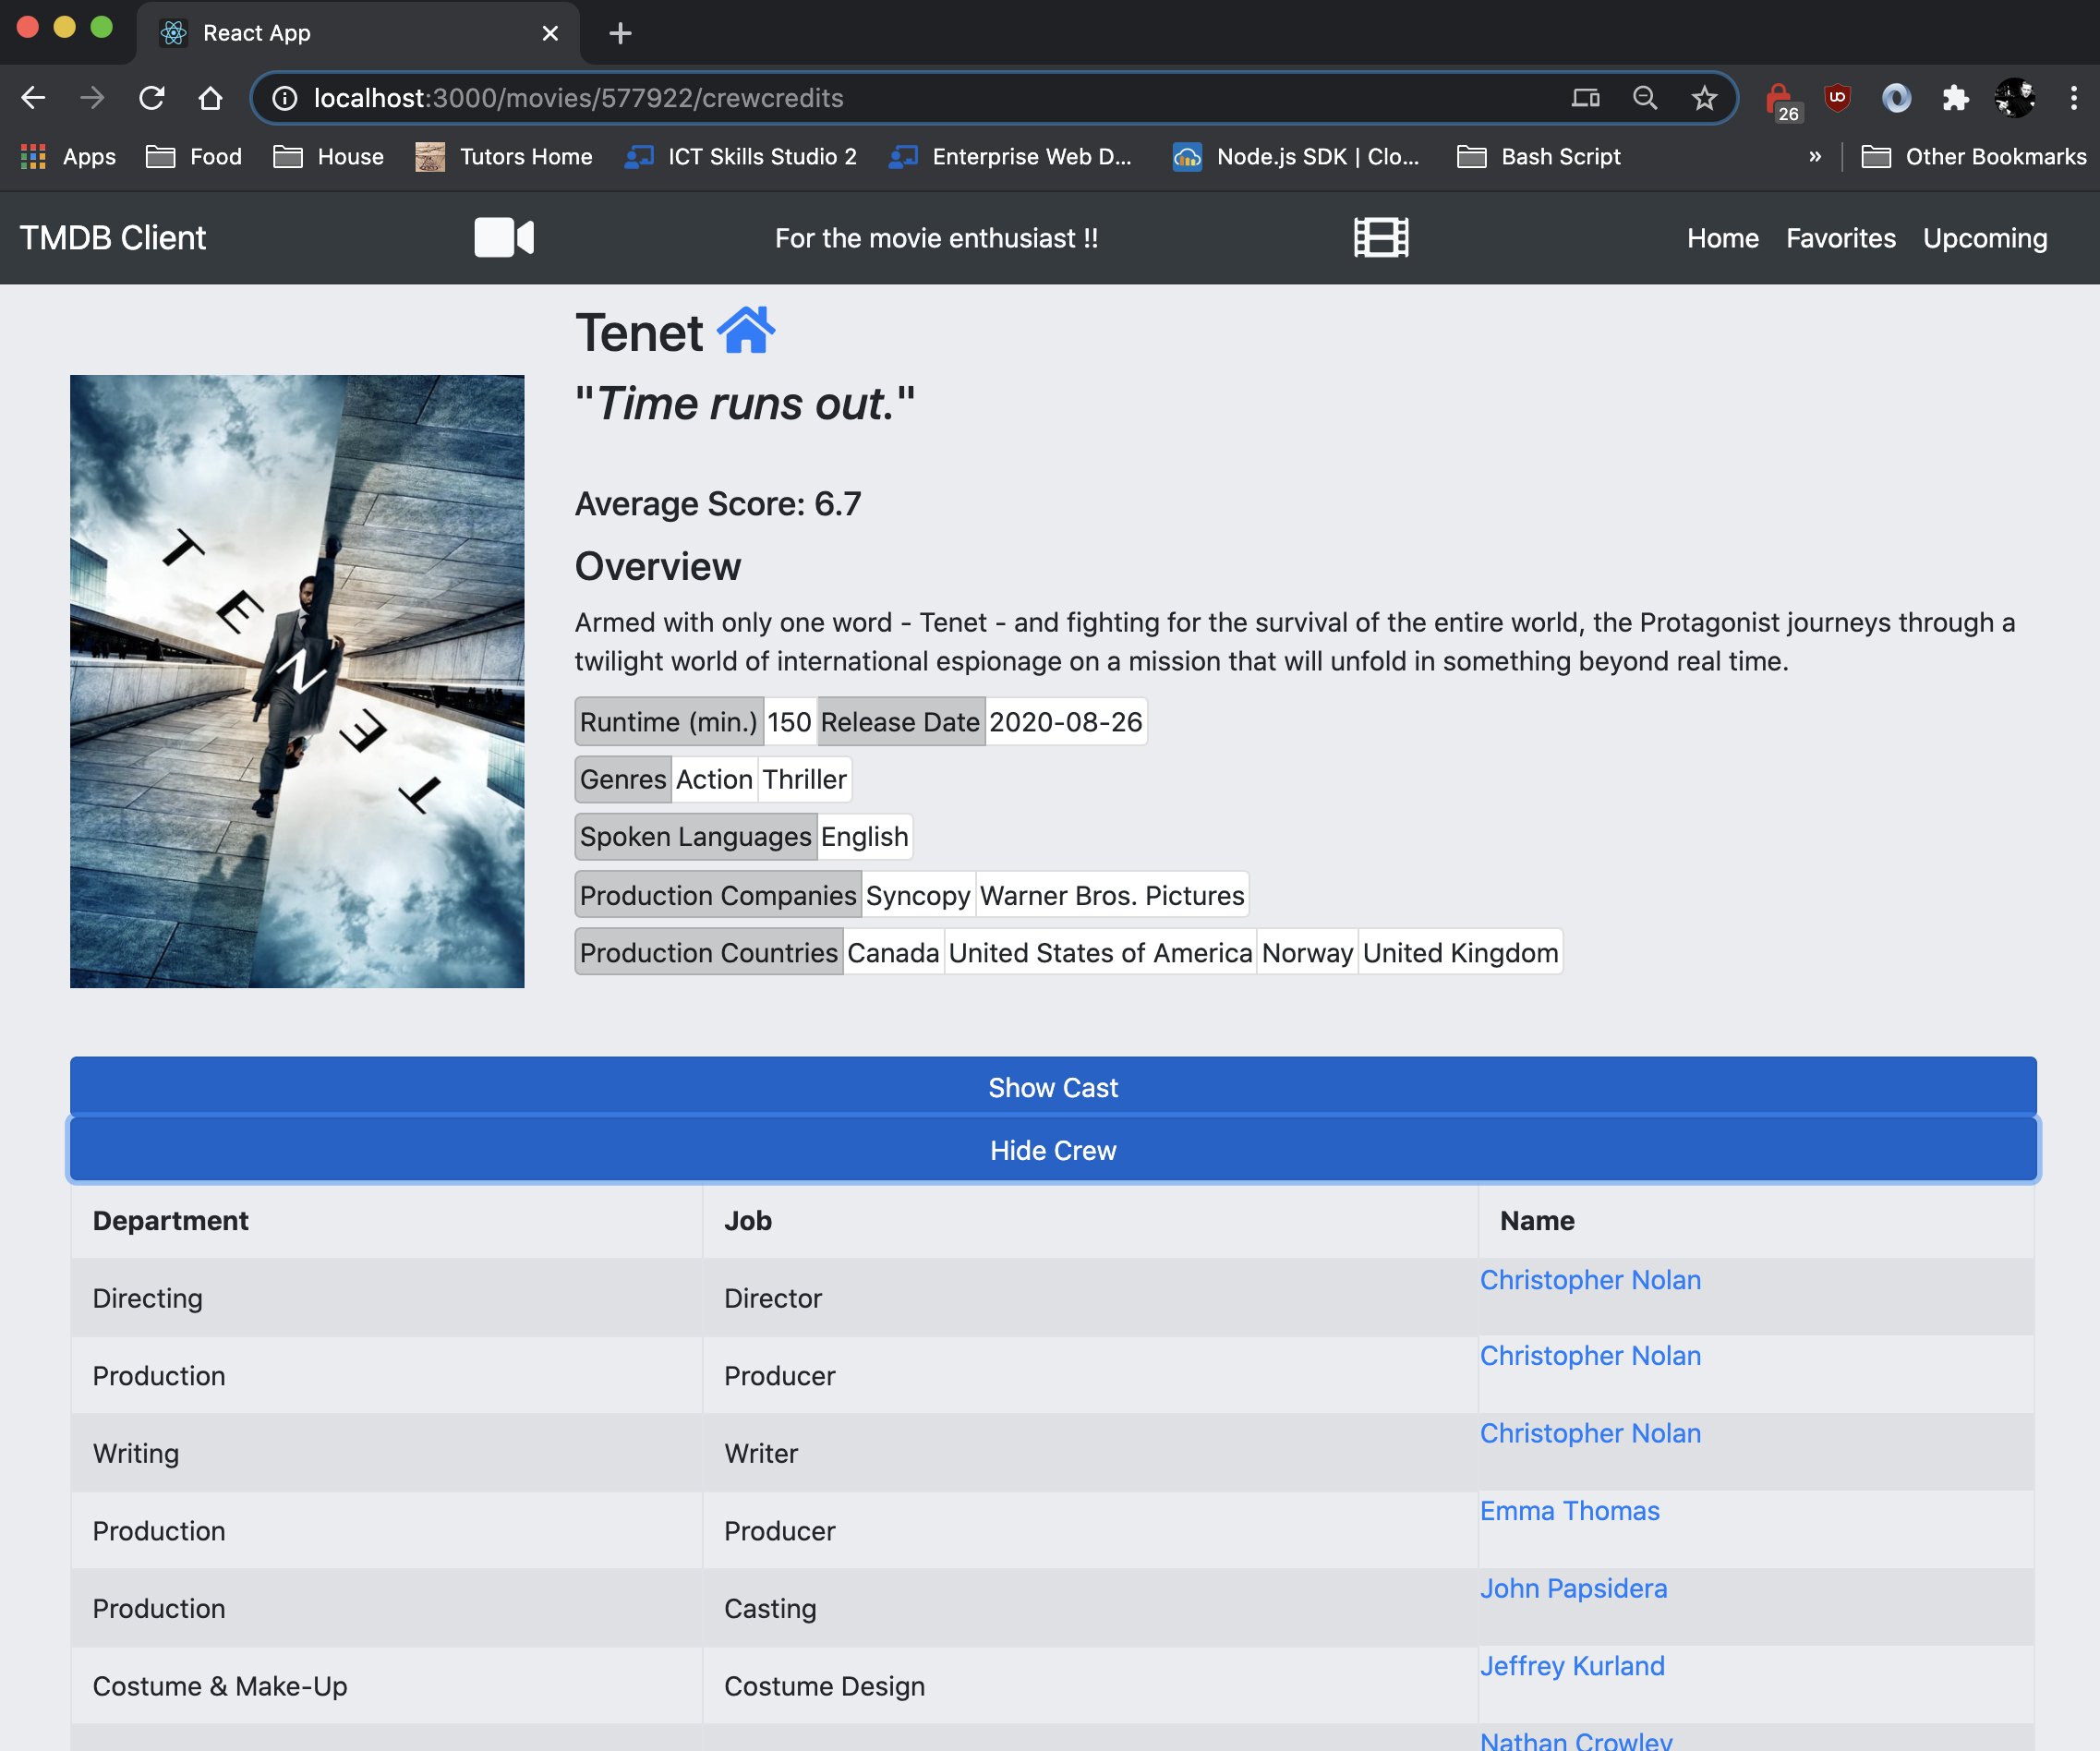 React App
localhost:3000/movies/577922/crewcredits
26
Apps Food House Tutors Home ICT Skills Studio 2 Enterprise Web D... Node.js SDK | Clo... Bash Script » Other Bookmarks
TMDB Client For the movie enthusiast !! Home Favorites Upcoming
Tenet
"Time runs out."
TENET
Average Score: 6.7
Overview
Armed with only one word - Tenet - and fighting for the survival of the entire world, the Protagonist journeys through a
twilight world of international espionage on a mission that will unfold in something beyond real time.
Runtime (min.) 150 Release Date 2020-08-26
Genres Action Thriller
Spoken Languages English
Production Companies Syncopy Warner Bros. Pictures
Production Countries Canada United States of America Norway United Kingdom
Show Cast
Hide Crew
Department Job Name
Directing Director Christopher Nolan
Production Producer Christopher Nolan
Writing Writer Christopher Nolan
Production Producer Emma Thomas
Production Casting John Papsidera
Costume & Make-Up Costume Design Jeffrey Kurland
Nathan Crowley